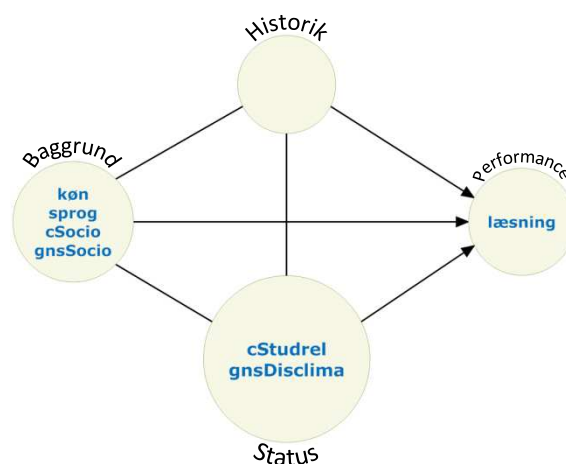 Historik
Baggrund
køn
sprog
cSocio
gnsSocio
Performance
læsning
cStudrel
gnsDisclima
Status